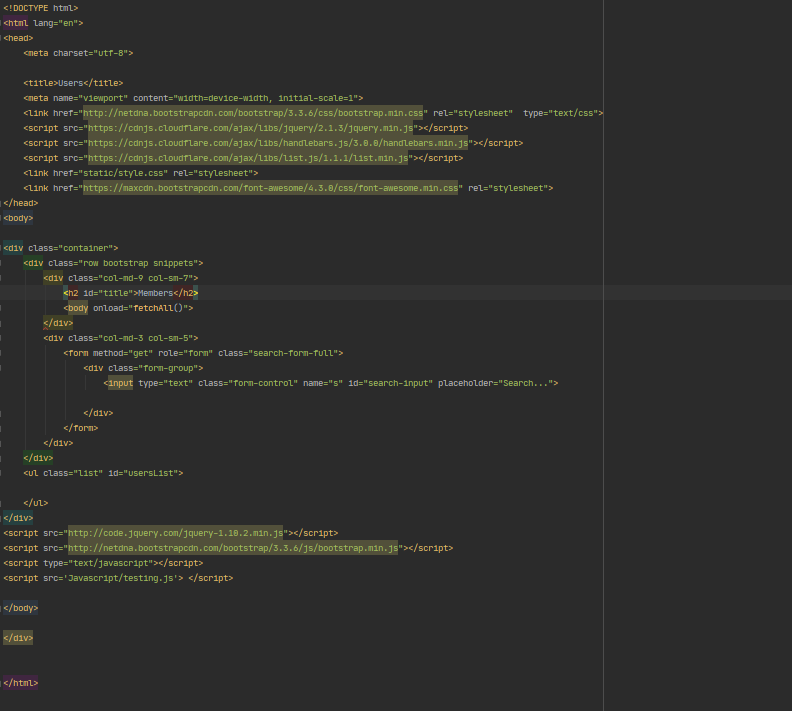 <!DOCTYPE html>
<html lang="en">
<head>
    <meta charset="utf-8">

    <title>Users</title>
    <meta name="viewport" content="width=device-width, initial-scale=1">
    <link href="http://netdna.bootstrapcdn.com/bootstrap/3.3.6/css/bootstrap.min.css" rel="stylesheet"  type="text/css">
    <script src="https://cdnjs.cloudflare.com/ajax/libs/jquery/2.1.3/jquery.min.js"></script>
    <script src="https://cdnjs.cloudflare.com/ajax/libs/handlebars.js/3.0.0/handlebars.min.js"></script>
    <script src="https://cdnjs.cloudflare.com/ajax/libs/list.js/1.1.1/list.min.js"></script>
    <link href="static/style.css" rel="stylesheet">
    <link href="https://maxcdn.bootstrapcdn.com/font-awesome/4.3.0/css/font-awesome.min.css" rel="stylesheet">
</head>
<body>

<div class="container">
    <div class="row bootstrap snippets">
        <div class="col-md-9 col-sm-7">
            <h2 id="title">Members</h2>
            <body onload="fetchAll()">
        </div>
        <div class="col-md-3 col-sm-5">
            <form method="get" role="form" class="search-form-full">
                <div class="form-group">
                    <input type="text" class="form-control" name="s" id="search-input" placeholder="Search...">

                </div>
            </form>
        </div>
    </div>
    <ul class="list" id="usersList">

    </ul>
</div>
<script src="http://code.jquery.com/jquery-1.10.2.min.js"></script>
<script src="http://netdna.bootstrapcdn.com/bootstrap/3.3.6/js/bootstrap.min.js"></script>
<script type="text/javascript"></script>
<script src='Javascript/testing.js'> </script>

</body>

</div>


</html>